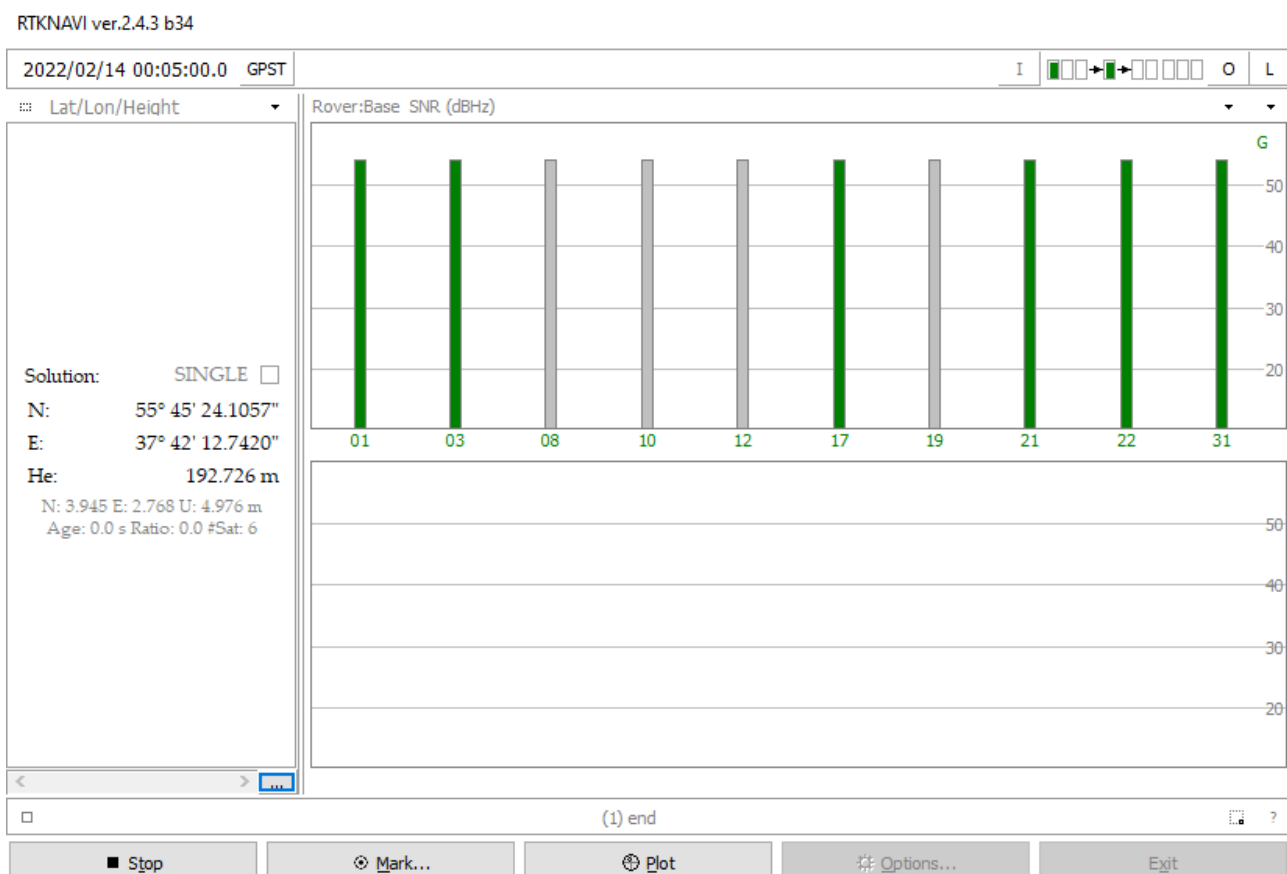 RTKNAVI ver.2.4.3 b34
2022/02/14 00:05:00.0 GPST I O L
Lat/Lon/Height
Rover:Base SNR (dBHz)
G
50
40
30
20
01 03 08 10 12 17 19 21 22 31
50
40
30
20
Solution: SINGLE
N: 55° 45' 24.1057"
E: 37° 42' 12.7420"
He: 192.726 m
N: 3.945 E: 2.768 U: 4.976 m
Age: 0.0 s Ratio: 0.0 #Sat: 6
< > ...
(1) end ?
Stop Mark... Plot Options... Exit